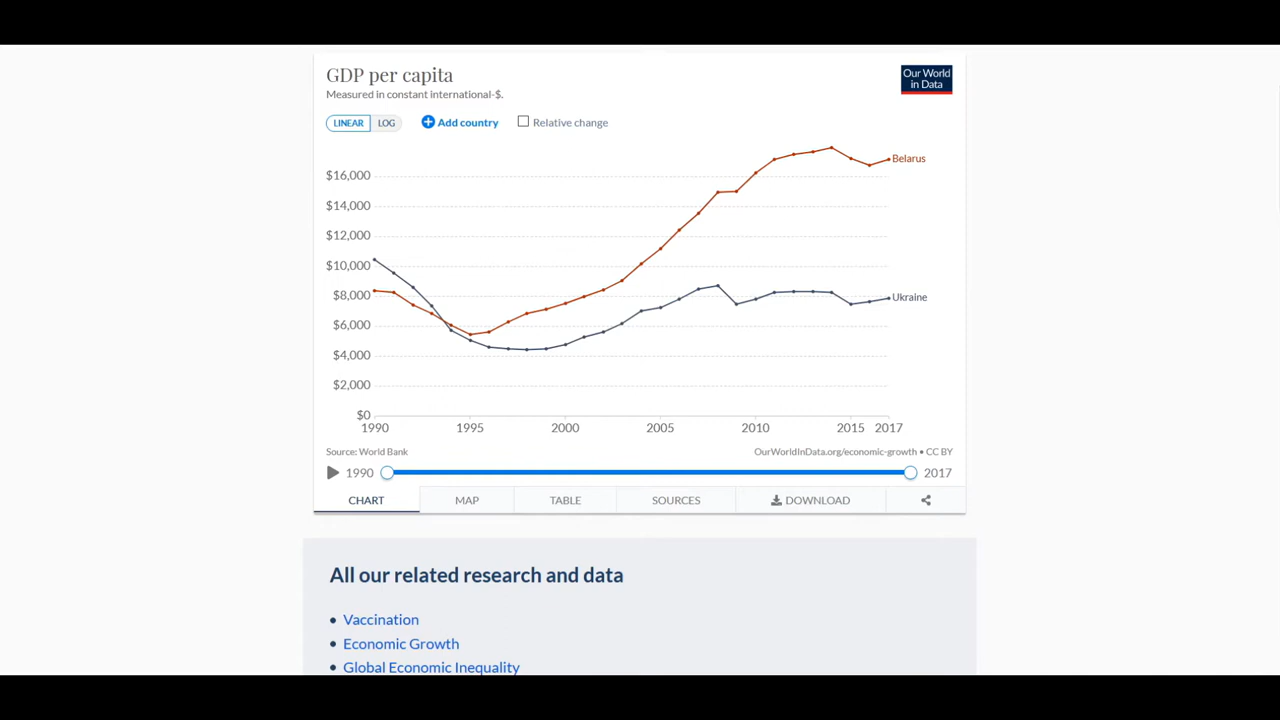 GDP per capita
Measured in constant international-$.
Our World
in Data
LINEAR LOG Add country Relative change
Belarus
$16,000
$14,000
$12,000
$10,000
$8,000
Ukraine
$6,000
$4,000
$2,000
$0
1990 1995 2000 2005 2010 2015 2017
Source: World Bank OurWorldInData.org/economic-growth • CC BY
1990 2017
CHART MAP TABLE SOURCES DOWNLOAD
All our related research and data
• Vaccination
• Economic Growth
• Global Economic Inequality